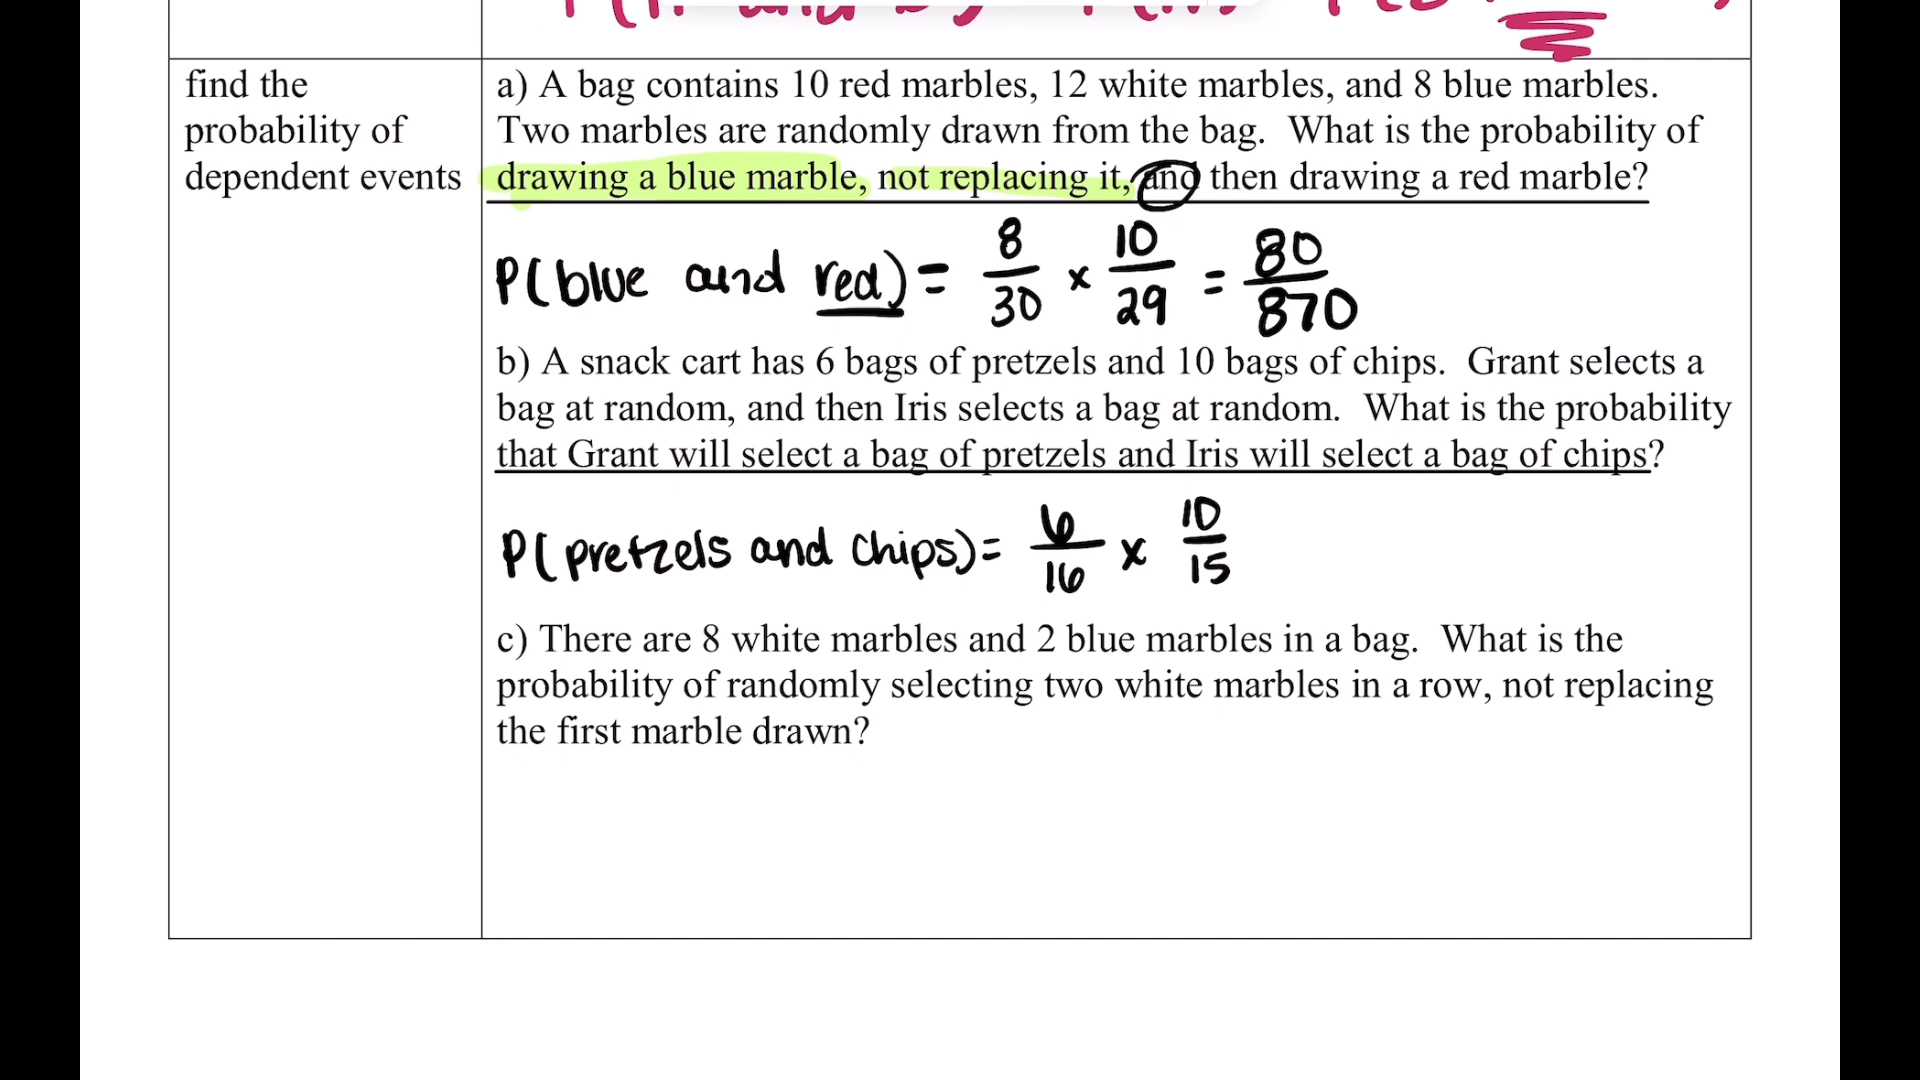 find the
probability of
dependent events
a) A bag contains 10 red marbles, 12 white marbles, and 8 blue marbles.
Two marbles are randomly drawn from the bag. What is the probability of
drawing a blue marble, not replacing it, and then drawing a red marble?
P(blue and red) = 8/30 x 10/29 = 80/870
b) A snack cart has 6 bags of pretzels and 10 bags of chips. Grant selects a
bag at random, and then Iris selects a bag at random. What is the probability
that Grant will select a bag of pretzels and Iris will select a bag of chips?
P(pretzels and chips) = 6/16 x 10/15
c) There are 8 white marbles and 2 blue marbles in a bag. What is the
probability of randomly selecting two white marbles in a row, not replacing
the first marble drawn?